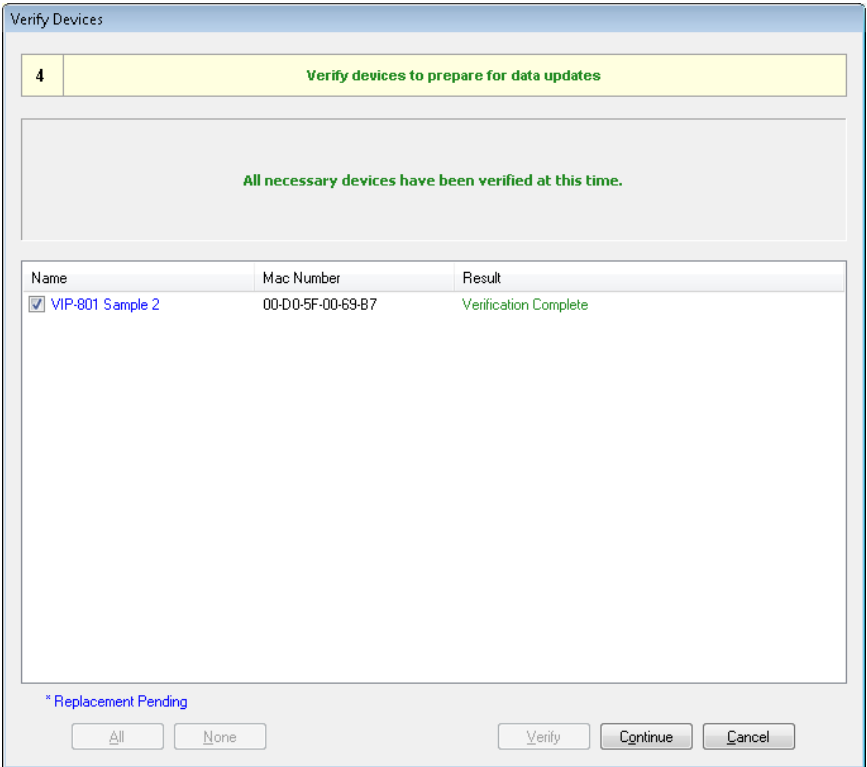 Verify Devices
4 Verify devices to prepare for data updates
All necessary devices have been verified at this time.
Name Mac Number Result
VIP-801 Sample 2 00-D0-5F-00-69-B7 Verification Complete
* Replacement Pending
All None Verify Continue Cancel